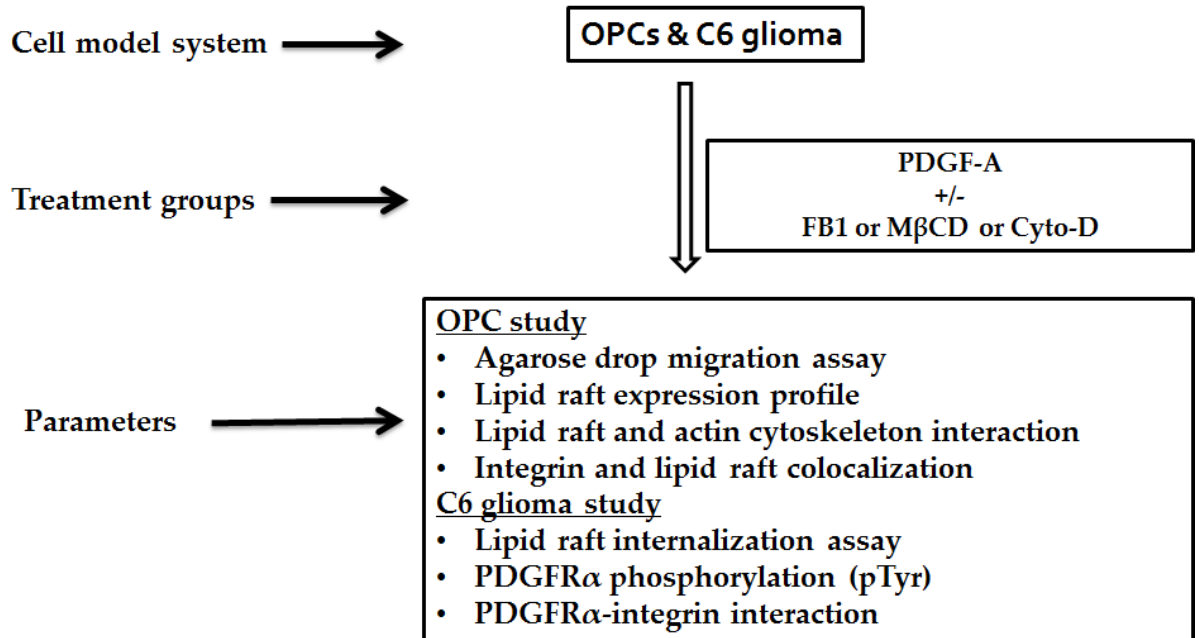 Cell model system
OPCs & C6 glioma
Treatment groups
PDGF-A
+/-
FB1 or MβCD or Cyto-D
Parameters
OPC study
• Agarose drop migration assay
• Lipid raft expression profile
• Lipid raft and actin cytoskeleton interaction
• Integrin and lipid raft colocalization
C6 glioma study
• Lipid raft internalization assay
• PDGFRα phosphorylation (pTyr)
• PDGFRα-integrin interaction